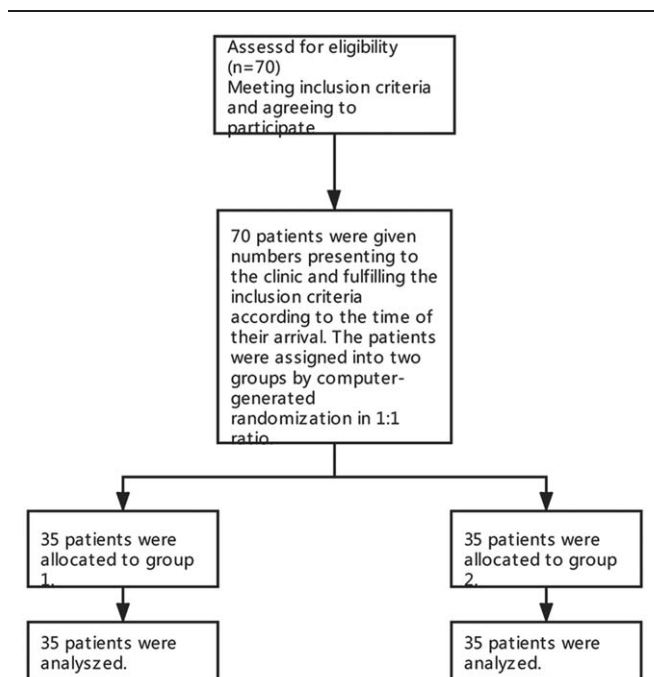 Assessd for eligibility
(n=70)
Meeting inclusion criteria
and agreeing to
participate
70 patients were given
numbers presenting to
the clinic and fulfilling the
inclusion criteria
according to the time of
their arrival. The patients
were assigned into two
groups by computer-
generated
randomization in 1:1
ratio.
35 patients were
allocated to group
1.
35 patients were
allocated to group
2.
35 patients were
analyszed.
35 patients were
analyzed.